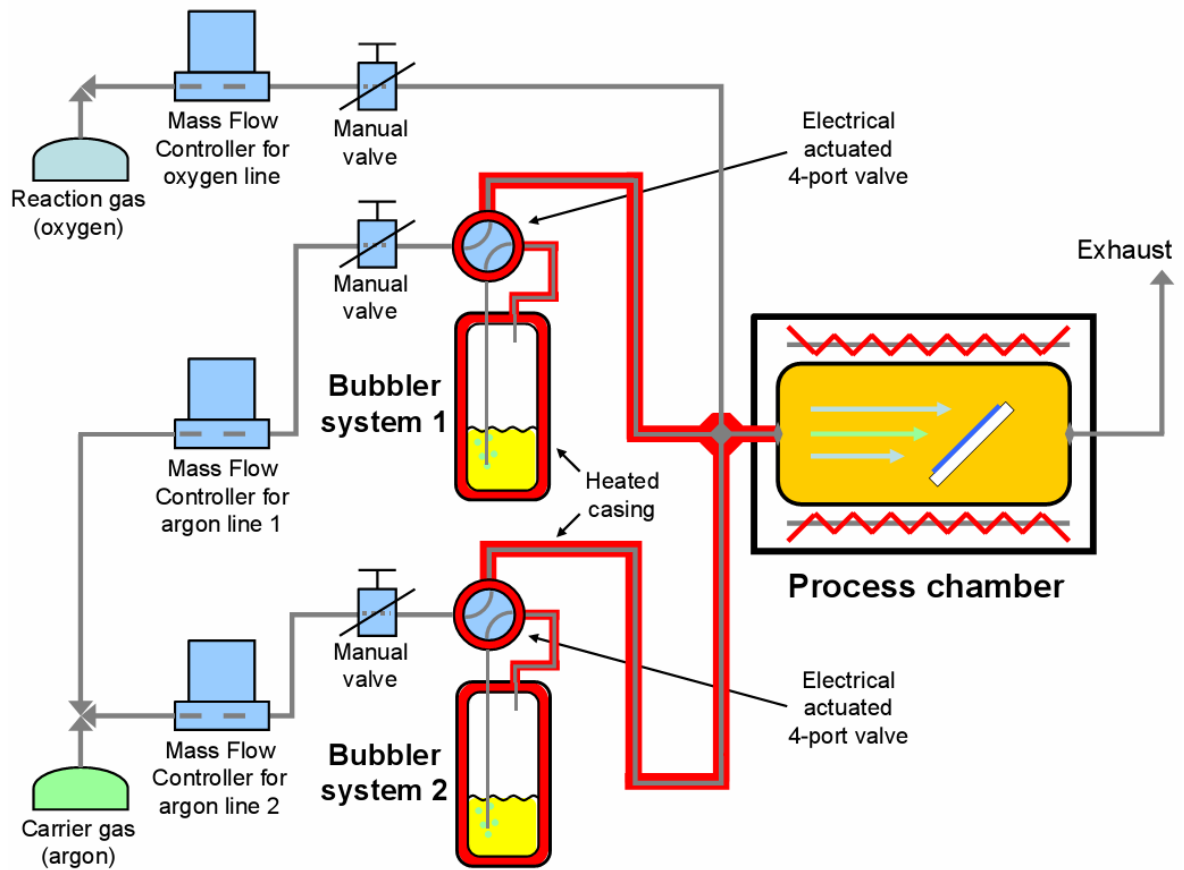 Mass Flow
Controller for
oxygen line
Manual
valve
Electrical
actuated
4-port valve
Reaction gas
(oxygen)
Manual
valve
Exhaust
Bubbler
system 1
Mass Flow
Controller for
argon line 1
Heated
casing
Process chamber
Manual
valve
Electrical
actuated
4-port valve
Mass Flow
Controller for
argon line 2
Bubbler
system 2
Carrier gas
(argon)